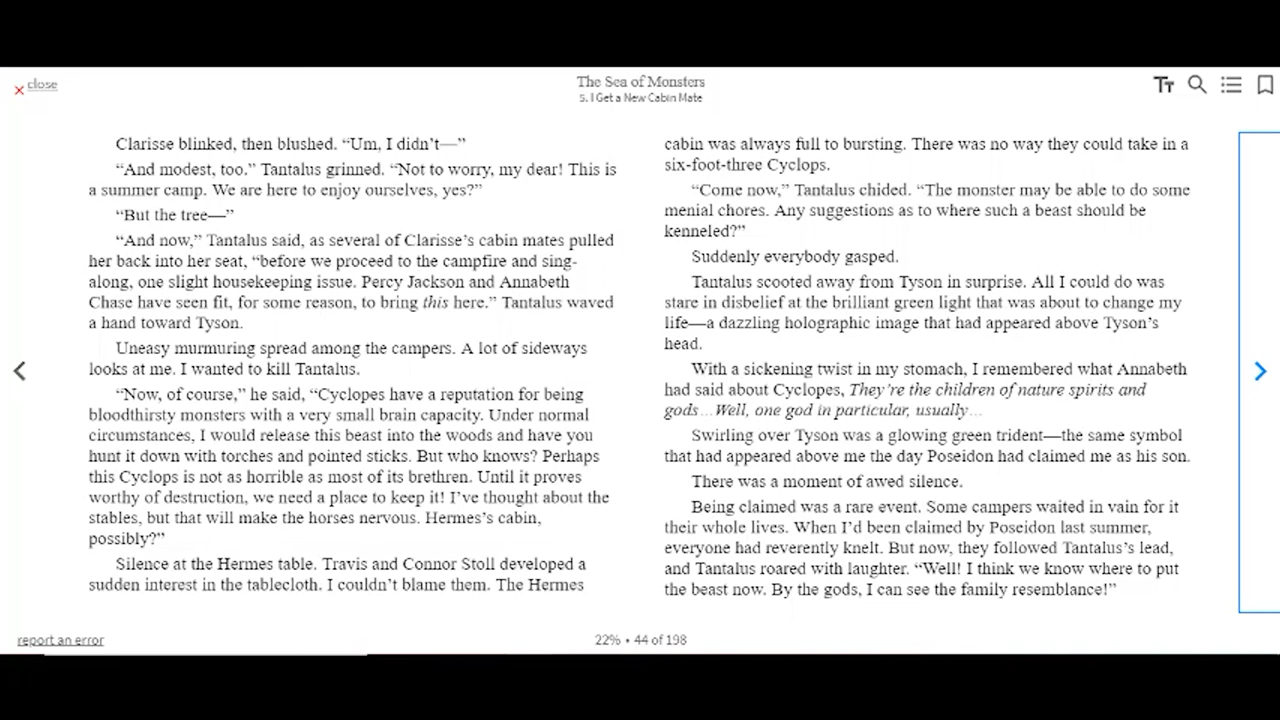 close
The Sea of Monsters
5. I Get a New Cabin Mate
Clarisse blinked, then blushed. “Um, I didn’t—”
“And modest, too.” Tantalus grinned. “Not to worry, my dear! This is
a summer camp. We are here to enjoy ourselves, yes?”
“But the tree—”
“And now,” Tantalus said, as several of Clarisse’s cabin mates pulled
her back into her seat, “before we proceed to the campfire and sing-
along, one slight housekeeping issue. Percy Jackson and Annabeth
Chase have seen fit, for some reason, to bring this here.” Tantalus waved
a hand toward Tyson.
Uneasy murmuring spread among the campers. A lot of sideways
looks at me. I wanted to kill Tantalus.
“Now, of course,” he said, “Cyclopes have a reputation for being
bloodthirsty monsters with a very small brain capacity. Under normal
circumstances, I would release this beast into the woods and have you
hunt it down with torches and pointed sticks. But who knows? Perhaps
this Cyclops is not as horrible as most of its brethren. Until it proves
worthy of destruction, we need a place to keep it! I’ve thought about the
stables, but that will make the horses nervous. Hermes’s cabin,
possibly?”
Silence at the Hermes table. Travis and Connor Stoll developed a
sudden interest in the tablecloth. I couldn’t blame them. The Hermes
cabin was always full to bursting. There was no way they could take in a
six-foot-three Cyclops.
“Come now,” Tantalus chided. “The monster may be able to do some
menial chores. Any suggestions as to where such a beast should be
kenneled?”
Suddenly everybody gasped.
Tantalus scooted away from Tyson in surprise. All I could do was
stare in disbelief at the brilliant green light that was about to change my
life—a dazzling holographic image that had appeared above Tyson’s
head.
With a sickening twist in my stomach, I remembered what Annabeth
had said about Cyclopes, They’re the children of nature spirits and
gods…Well, one god in particular, usually…
Swirling over Tyson was a glowing green trident—the same symbol
that had appeared above me the day Poseidon had claimed me as his son.
There was a moment of awed silence.
Being claimed was a rare event. Some campers waited in vain for it
their whole lives. When I’d been claimed by Poseidon last summer,
everyone had reverently knelt. But now, they followed Tantalus’s lead,
and Tantalus roared with laughter. “Well! I think we know where to put
the beast now. By the gods, I can see the family resemblance!”
report an error
22% • 44 of 198